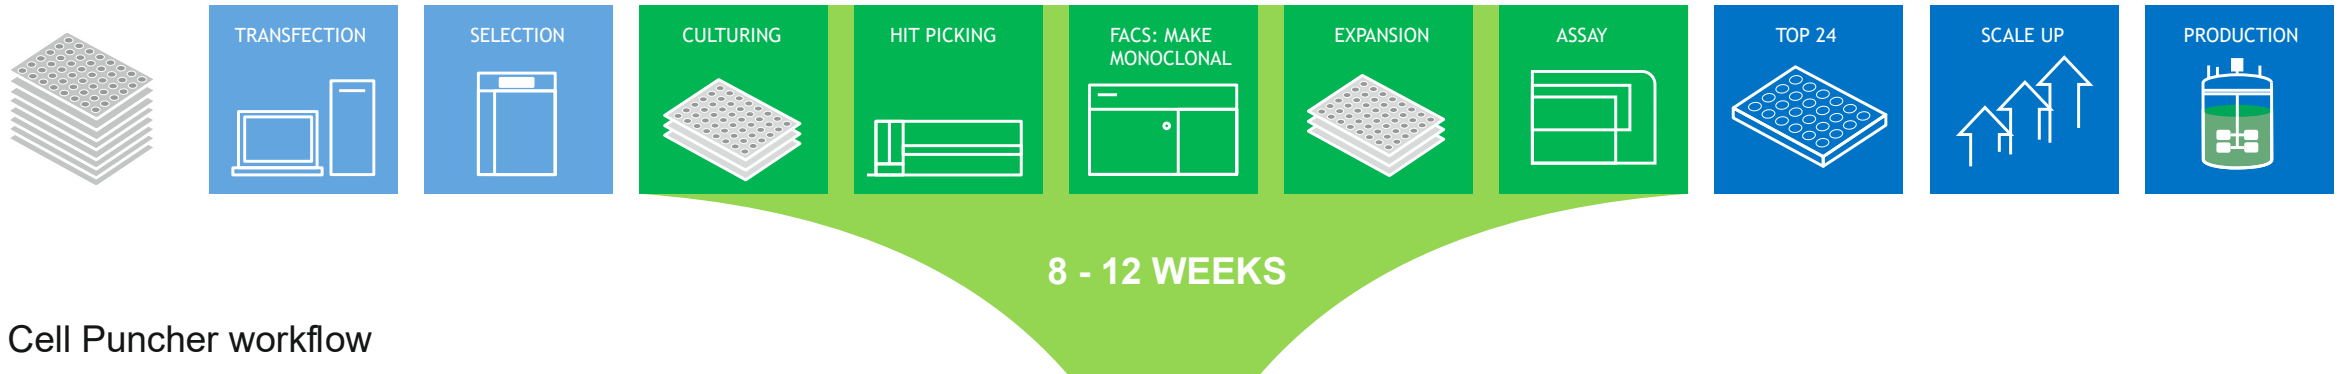 TRANSFECTION
SELECTION
CULTURING
HIT PICKING
FACS: MAKE
MONOCLONAL
EXPANSION
ASSAY
TOP 24
SCALE UP
PRODUCTION
8 - 12 WEEKS
Cell Puncher workflow